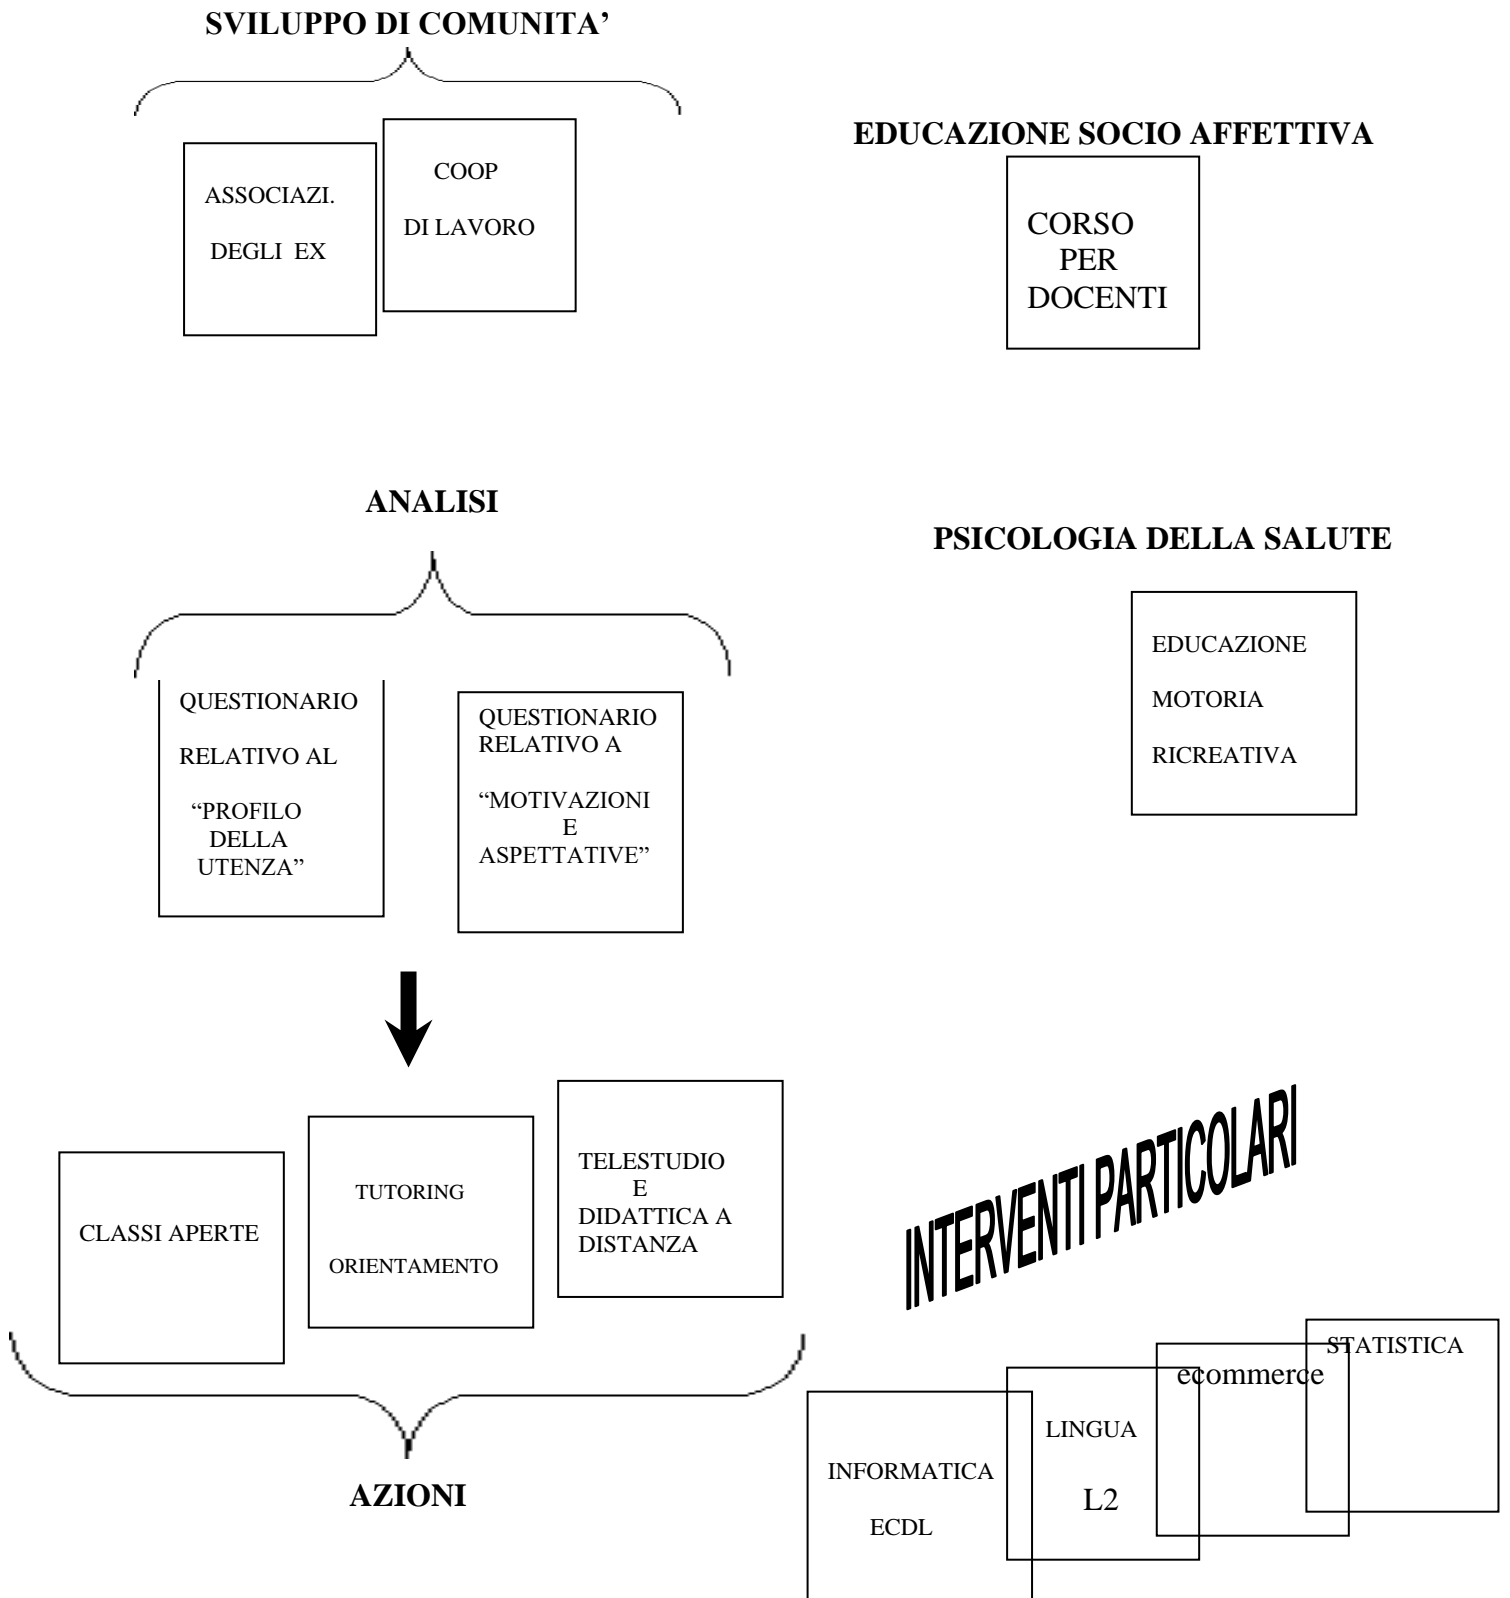 SVILUPPO DI COMUNITA’
ASSOCIAZI.
DEGLI EX
COOP
DI LAVORO
EDUCAZIONE SOCIO AFFETTIVA
CORSO
PER
DOCENTI
ANALISI
QUESTIONARIO
RELATIVO AL
“PROFILO
DELLA
UTENZA”
QUESTIONARIO
RELATIVO A
“MOTIVAZIONI
E
ASPETTATIVE”
PSICOLOGIA DELLA SALUTE
EDUCAZIONE
MOTORIA
RICREATIVA
CLASSI APERTE
TUTORING
ORIENTAMENTO
TELESTUDIO
E
DIDATTICA A
DISTANZA
AZIONI
INTERVENTI PARTICOLARI
INFORMATICA
ECDL
LINGUA
L2
ecommerce
STATISTICA